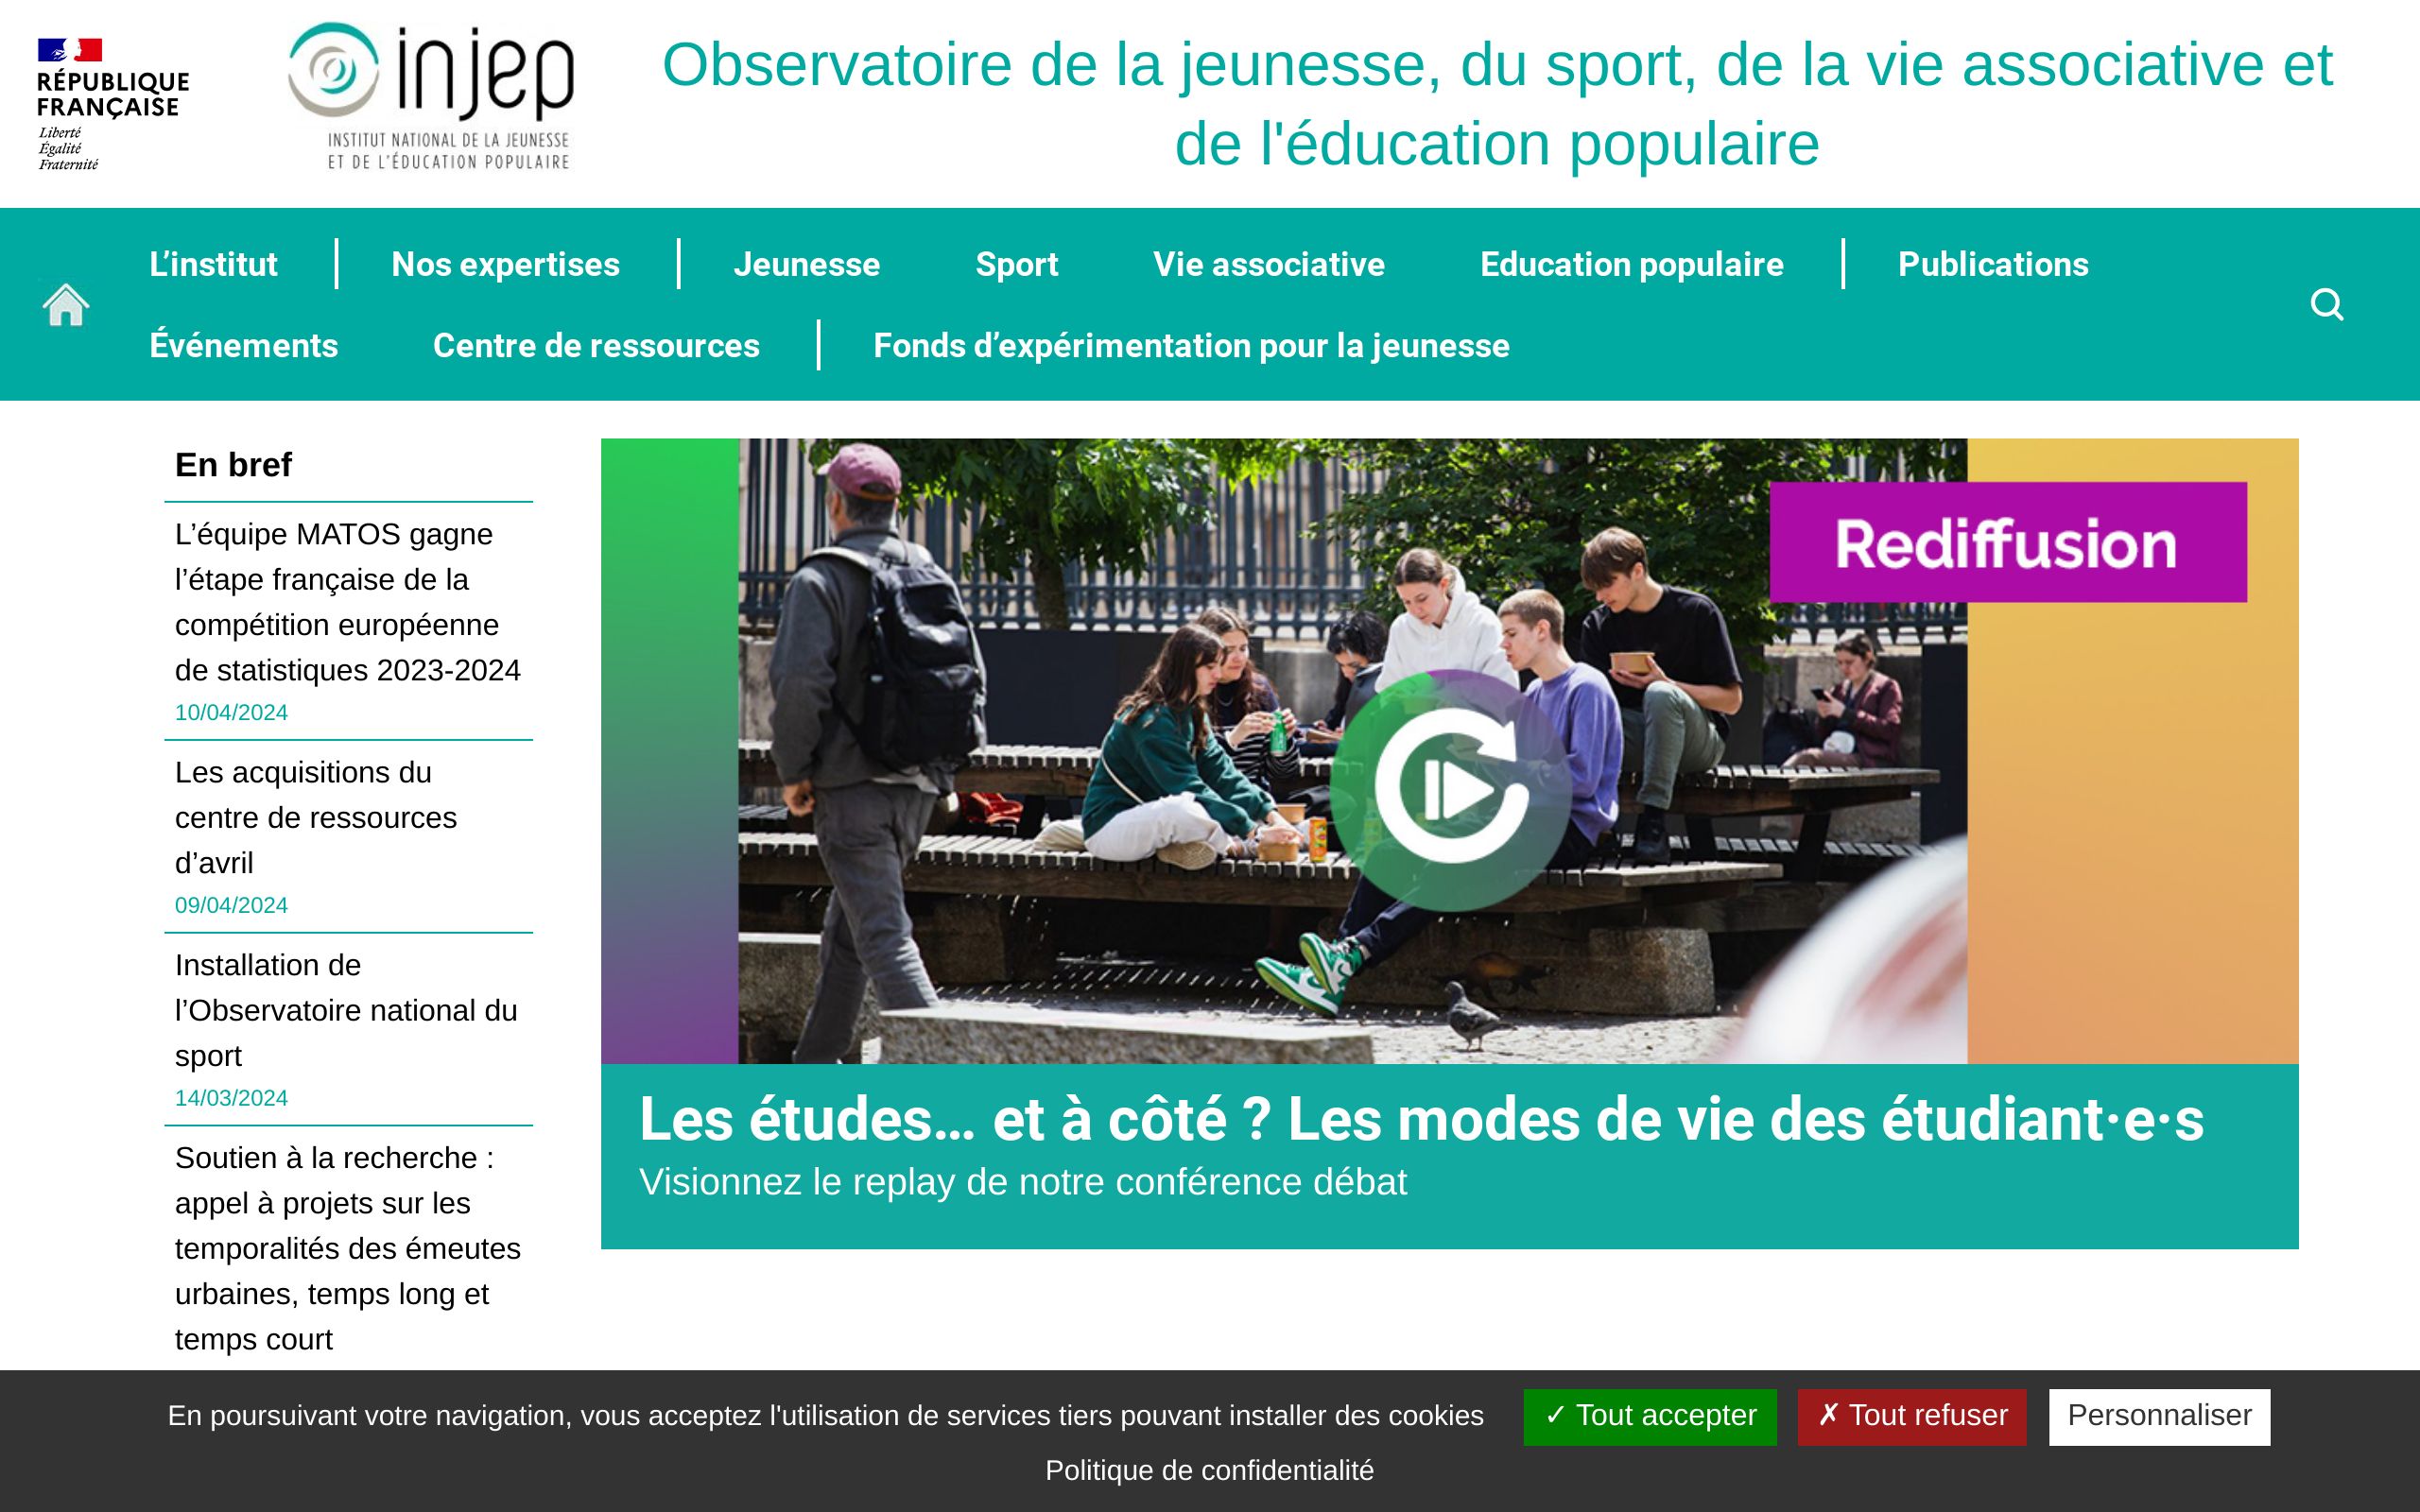 RÉPUBLIQUE
FRANÇAISE
Liberté
Égalité
Fraternité
injep
INSTITUT NATIONAL DE LA JEUNESSE
ET DE L'ÉDUCATION POPULAIRE
Observatoire de la jeunesse, du sport, de la vie associative et
de l'éducation populaire
L’institut
Nos expertises
Jeunesse
Sport
Vie associative
Education populaire
Publications
Événements
Centre de ressources
Fonds d’expérimentation pour la jeunesse
En bref
L’équipe MATOS gagne
l’étape française de la
compétition européenne
de statistiques 2023-2024
10/04/2024
Les acquisitions du
centre de ressources
d’avril
09/04/2024
Installation de
l’Observatoire national du
sport
14/03/2024
Soutien à la recherche :
appel à projets sur les
temporalités des émeutes
urbaines, temps long et
temps court
Rediffusion
Les études… et à côté ? Les modes de vie des étudiant·e·s
Visionnez le replay de notre conférence débat
En poursuivant votre navigation, vous acceptez l'utilisation de services tiers pouvant installer des cookies
✓ Tout accepter
✗ Tout refuser
Personnaliser
Politique de confidentialité